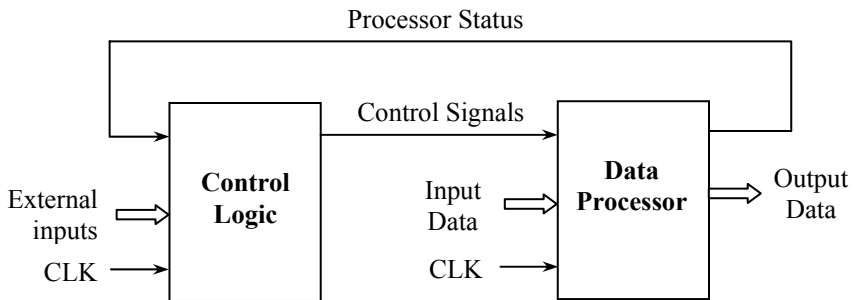 Processor Status
Control Signals
Control
Logic
Data
Processor
External
inputs
CLK
Input
Data
CLK
Output
Data